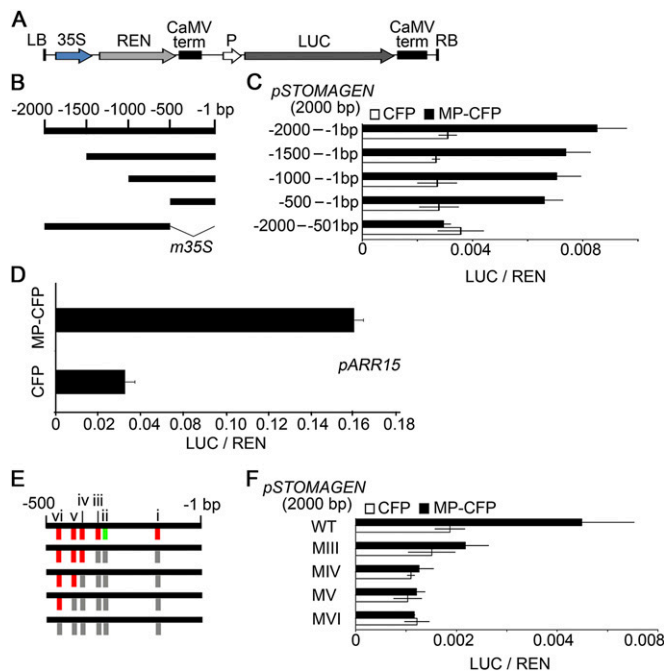 A
LB 35S REN CaMV term P LUC CaMV term RB
B
-2000 -1500 -1000 -500 -1 bp
m35S
C
pSTOMAGEN
(2000 bp) CFP MP-CFP
-2000–-1bp
-1500–-1bp
-1000–-1bp
-500–-1bp
-2000–-501bp
0 0.004 0.008
LUC / REN
D
MP-CFP
CFP
pARR15
0 0.02 0.04 0.06 0.08 0.10 0.12 0.14 0.16 0.18
LUC / REN
E
-500 -1 bp
vi v iv iii ii i
F
pSTOMAGEN
(2000 bp) CFP MP-CFP
WT
MIII
MIV
MV
MVI
0 0.002 0.004 0.006
LUC / REN